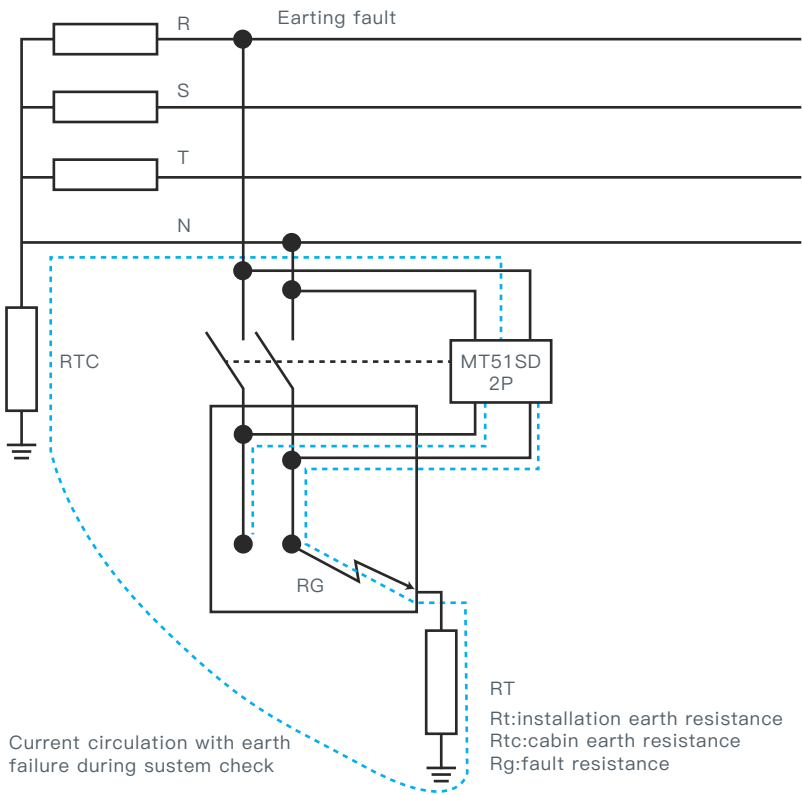 R
Earting fault
S
T
N
RTC
MT51SD
2P
RG
RT
Rt:installation earth resistance
Rtc:cabin earth resistance
Rg:fault resistance
Current circulation with earth
failure during sustem check